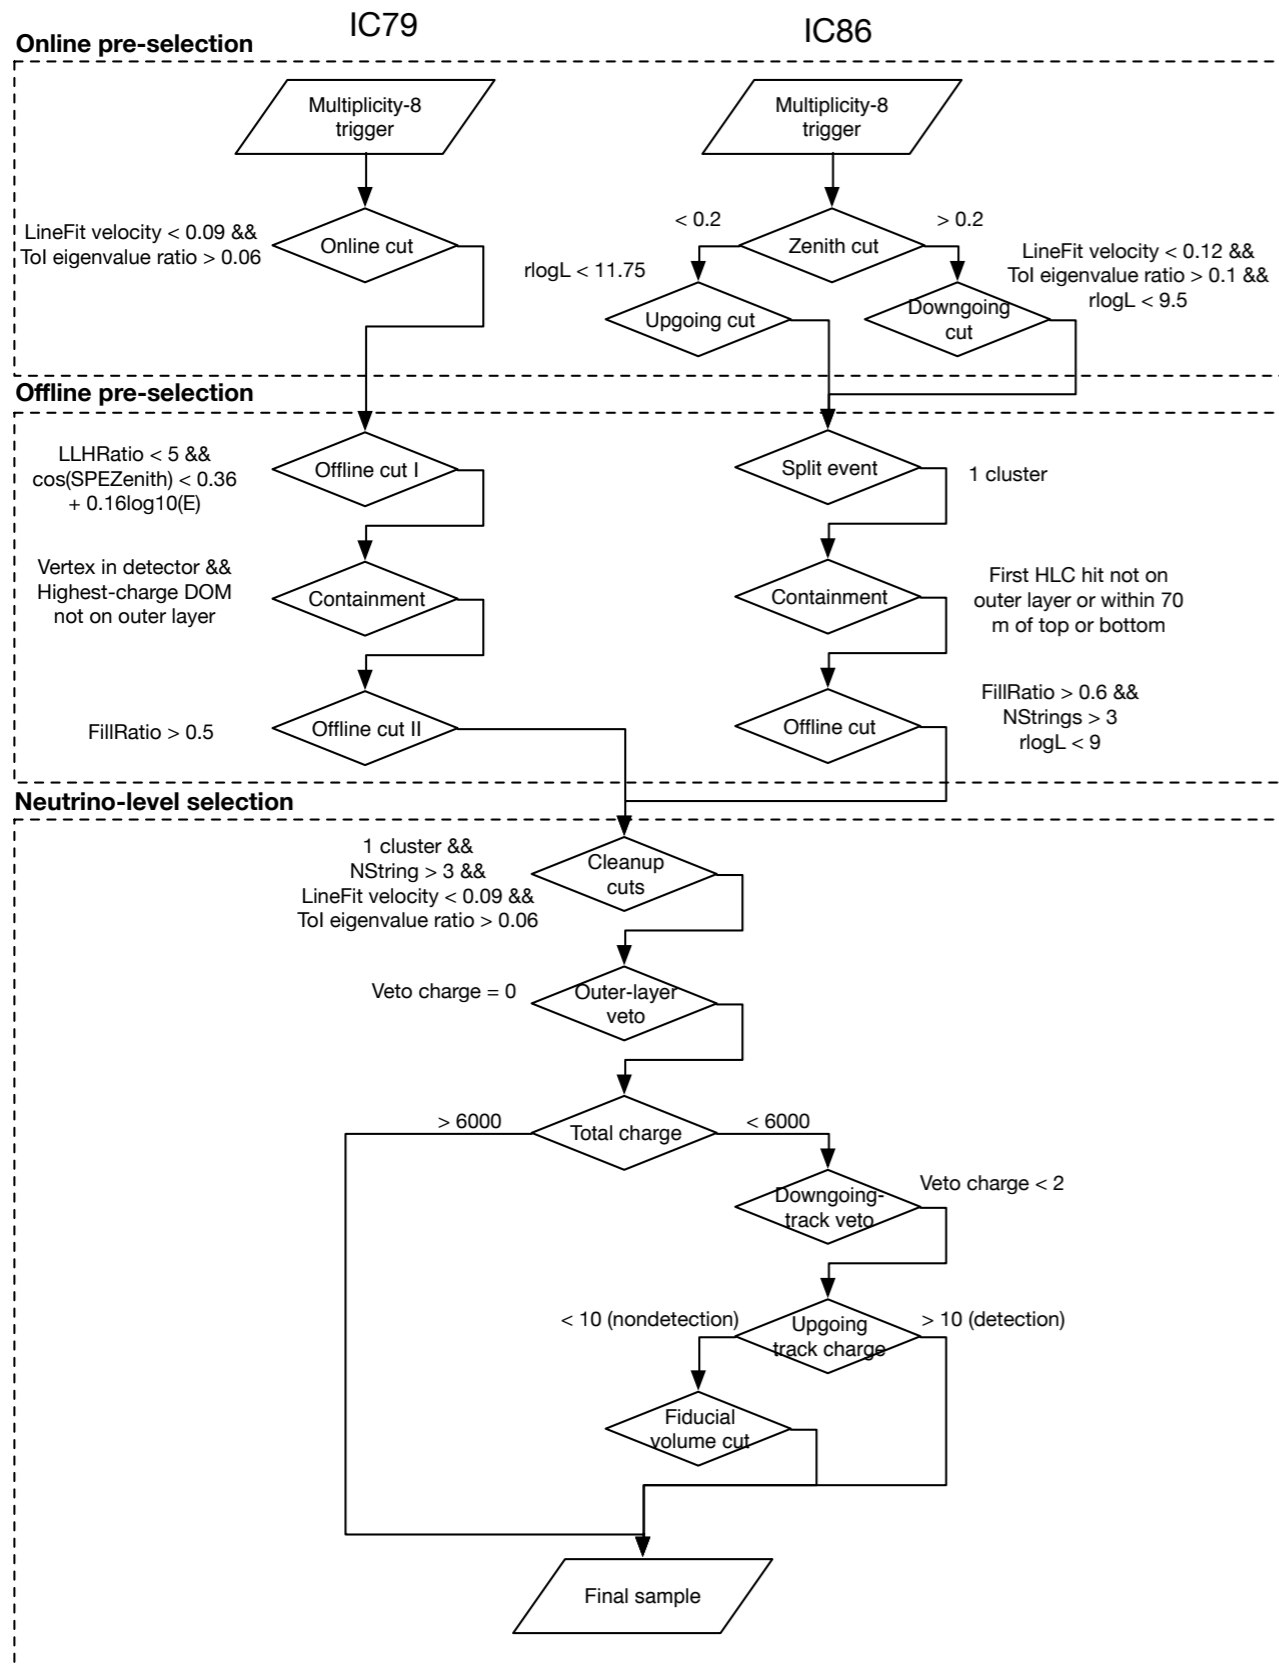 IC79
IC86
Online pre-selection
Multiplicity-8
trigger
Multiplicity-8
trigger
LineFit velocity < 0.09 &&
ToI eigenvalue ratio > 0.06
Online cut
< 0.2
> 0.2
Zenith cut
rlogL < 11.75
LineFit velocity < 0.12 &&
ToI eigenvalue ratio > 0.1 &&
rlogL < 9.5
Upgoing cut
Downgoing
cut
Offline pre-selection
LLHRatio < 5 &&
cos(SPEZenith) < 0.36
+ 0.16log10(E)
Offline cut I
Split event
1 cluster
Vertex in detector &&
Highest-charge DOM
not on outer layer
Containment
Containment
First HLC hit not on
outer layer or within 70
m of top or bottom
FillRatio > 0.5
Offline cut II
Offline cut
FillRatio > 0.6 &&
NStrings > 3
rlogL < 9
Neutrino-level selection
1 cluster &&
NString > 3 &&
LineFit velocity < 0.09 &&
ToI eigenvalue ratio > 0.06
Cleanup
cuts
Veto charge = 0
Outer-layer
veto
> 6000
Total charge
< 6000
Downgoing-
track veto
Veto charge < 2
< 10 (nondetection)
Upgoing
track charge
> 10 (detection)
Fiducial
volume cut
Final sample